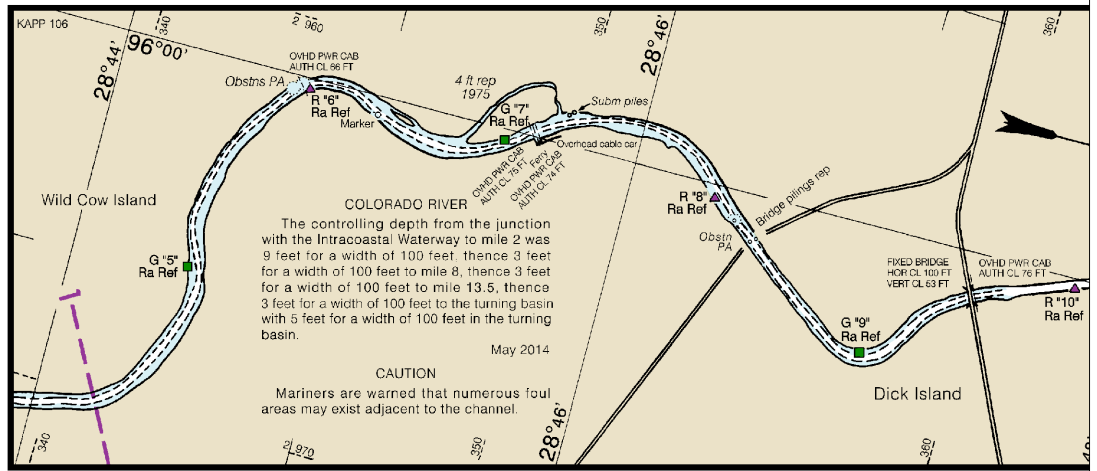 KAPP 106
340
2 960
350
360
28°44'
96°00'
28°46'
OVHD PWR CAB
AUTH CL 66 FT
Obstns PA
R "6"
Ra Ref
Marker
4 ft rep
1975
G "7"
Ra Ref
Subm piles
Overhead cable car
OVHD PWR CAB
AUTH CL 75 FT
Ferry
OVHD PWR CAB
AUTH CL 74 FT
Wild Cow Island
G "5"
Ra Ref
COLORADO RIVER
The controlling depth from the junction
with the Intracoastal Waterway to mile 2 was
9 feet for a width of 100 feet, thence 3 feet
for a width of 100 feet to mile 8, thence 3 feet
for a width of 100 feet to mile 13.5, thence
3 feet for a width of 100 feet to the turning basin
with 5 feet for a width of 100 feet in the turning
basin.
May 2014
CAUTION
Mariners are warned that numerous foul
areas may exist adjacent to the channel.
R "8"
Ra Ref
Bridge pilings rep
Obstn
PA
FIXED BRIDGE
HOR CL 100 FT
VERT CL 53 FT
OVHD PWR CAB
AUTH CL 76 FT
R "10"
Ra Ref
G "9"
Ra Ref
Dick Island
28°46'
340
2 870
350
360